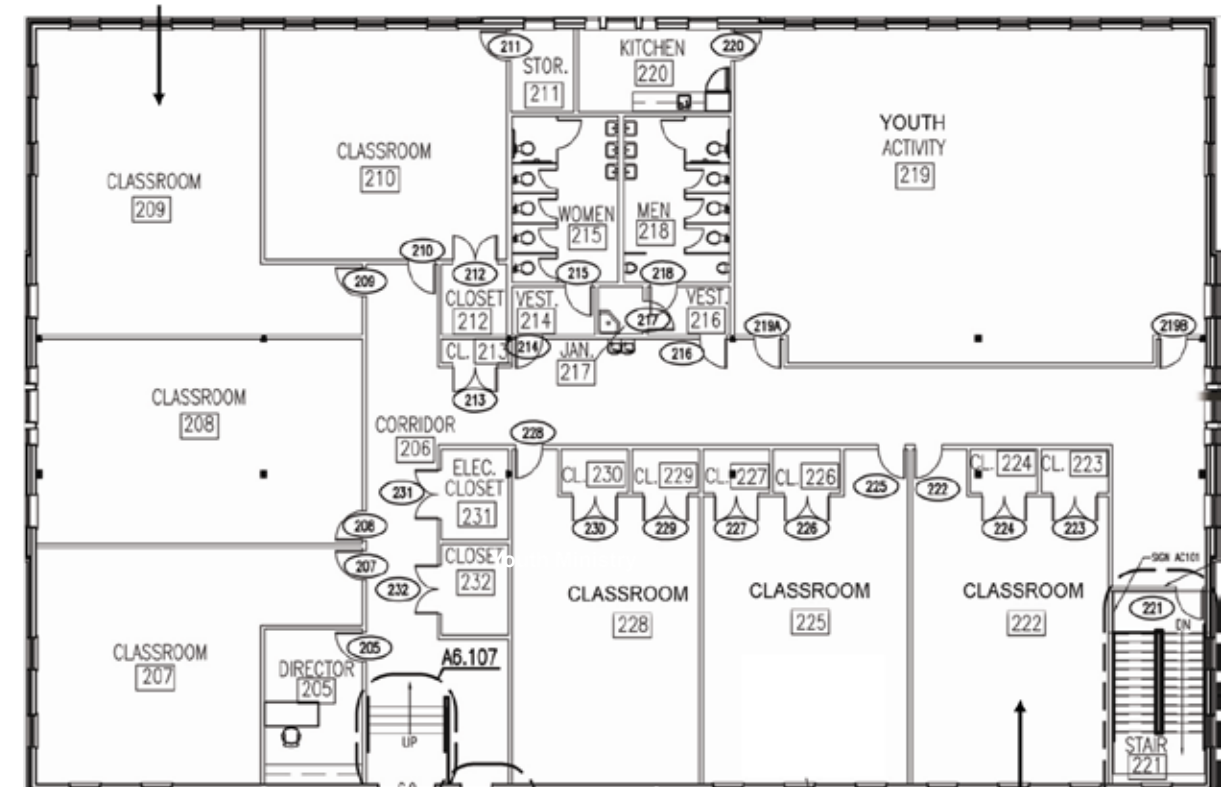 211
STOR.
211
KITCHEN
220
220
YOUTH
ACTIVITY
219
CLASSROOM
209
CLASSROOM
210
WOMEN
215
MEN
218
210
209
212
215
218
CLOSET
212
VEST.
214
VEST.
216
217
219A
219B
CL. 213
214
JAN.
217
216
213
CLASSROOM
208
CORRIDOR
206
228
ELEC.
CLOSET
231
231
CL. 230
CL. 229
CL. 227
CL. 226
225
222
CL. 224
CL. 223
230
229
227
226
224
223
208
207
CLOSET
232
232
SIGN AC101
CLASSROOM
228
CLASSROOM
225
CLASSROOM
222
221
DN
CLASSROOM
207
205
DIRECTOR
205
A6.107
UP
STAIR
221